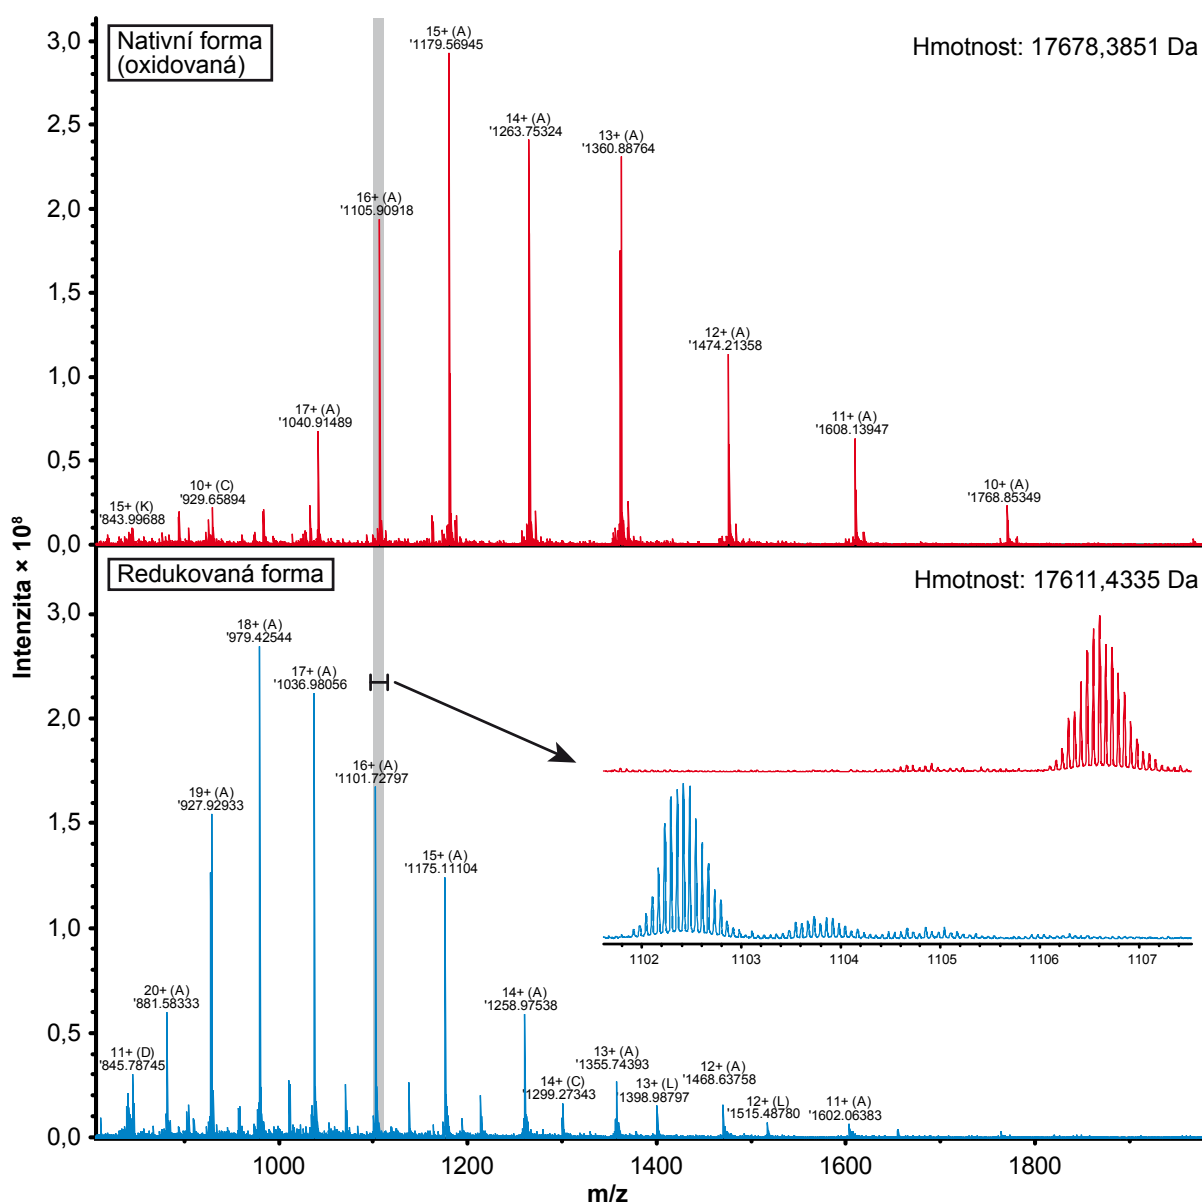 Nativní forma
(oxidovaná)
Hmotnost: 17678,3851 Da
3,0
2,5
2,0
1,5
1,0
0,5
0,0
15+ (K)
'843.99688
10+ (C)
'929.65894
17+ (A)
'1040.91489
16+ (A)
'1105.90918
15+ (A)
'1179.56945
14+ (A)
'1263.75324
13+ (A)
'1360.88764
12+ (A)
'1474.21358
11+ (A)
'1608.13947
10+ (A)
'1768.85349
Intenzita × 10⁸
Redukovaná forma
Hmotnost: 17611,4335 Da
3,0
2,0
1,5
1,0
0,5
0,0
11+ (D)
'845.78745
20+ (A)
'881.58333
19+ (A)
'927.92933
18+ (A)
'979.42544
17+ (A)
'1036.98056
16+ (A)
'1101.72797
15+ (A)
'1175.11104
14+ (A)
'1258.97538
14+ (C)
'1299.27343
13+ (A)
'1355.74393
13+ (L)
'1398.98797
12+ (A)
'1468.63758
12+ (L)
'1515.48780
11+ (A)
'1602.06383
1102 1103 1104 1105 1106 1107
1000 1200 1400 1600 1800
m/z